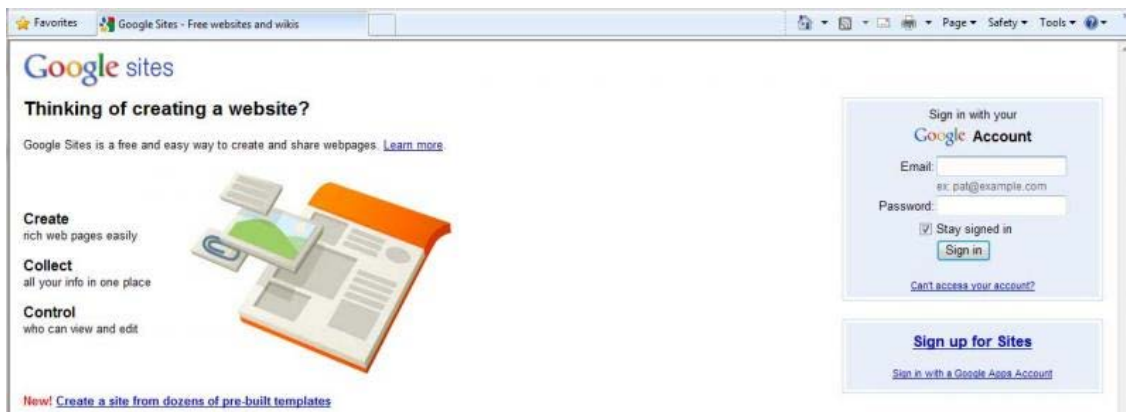 Favorites
Google Sites - Free websites and wikis
Page
Safety
Tools
Google sites
Thinking of creating a website?
Google Sites is a free and easy way to create and share webpages. Learn more.
Create
rich web pages easily
Collect
all your info in one place
Control
who can view and edit
New! Create a site from dozens of pre-built templates
Sign in with your
Google Account
Email:
ex: pat@example.com
Password:
Stay signed in
Sign in
Can't access your account?
Sign up for Sites
Sign in with a Google Apps Account